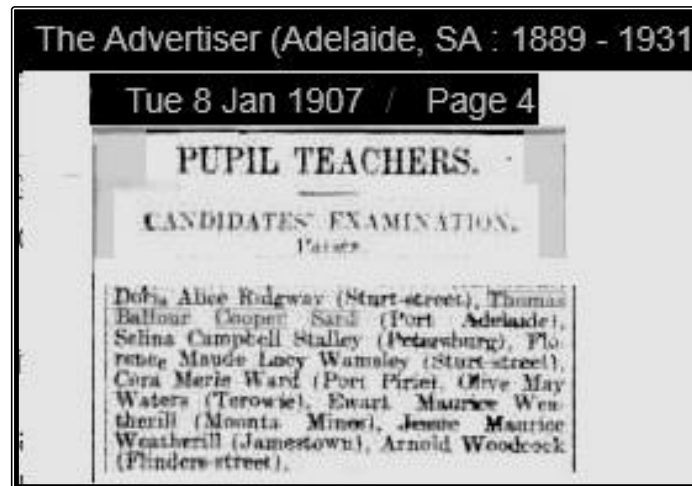 The Advertiser (Adelaide, SA : 1889 - 1931
Tue 8 Jan 1907 / Page 4
PUPIL TEACHERS.
CANDIDATES' EXAMINATION.
Passes.
Doris Alice Ridgway (Sturt-street), Thomas
Balfour Cooper Sard (Port Adelaide),
Selina Campbell Stalley (Petersburg), Flo-
rence Maude Lucy Wamsley (Sturt-street),
Cora Merle Ward (Port Pirie), Olive May
Waters (Terowie), Ewart Maurice Wea-
therill (Moonta Mines), Jessie Maurice
Weatherill (Jamestown), Arnold Woodcock
(Flinders-street).